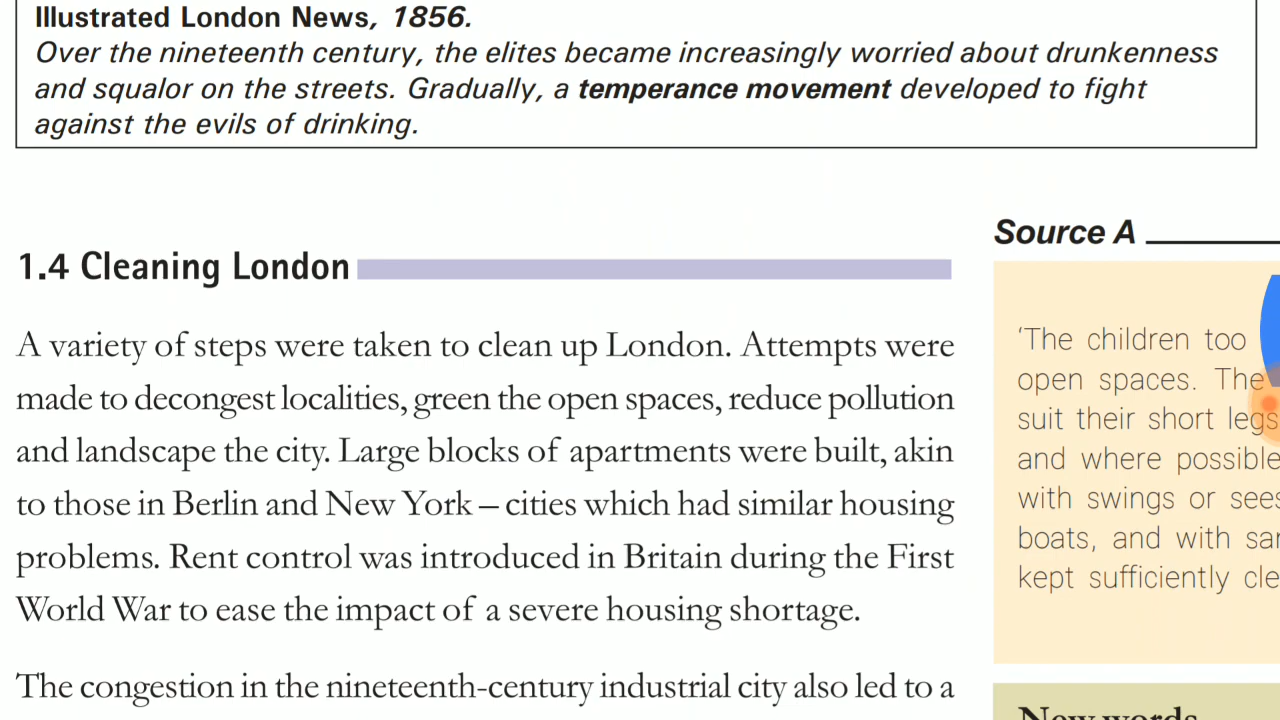 Illustrated London News, 1856.
Over the nineteenth century, the elites became increasingly worried about drunkenness
and squalor on the streets. Gradually, a temperance movement developed to fight
against the evils of drinking.
1.4 Cleaning London
A variety of steps were taken to clean up London. Attempts were
made to decongest localities, green the open spaces, reduce pollution
and landscape the city. Large blocks of apartments were built, akin
to those in Berlin and New York – cities which had similar housing
problems. Rent control was introduced in Britain during the First
World War to ease the impact of a severe housing shortage.
The congestion in the nineteenth-century industrial city also led to a
Source A
‘The children too
open spaces. The
suit their short legs
and where possible
with swings or
boats, and with
kept sufficiently
New words